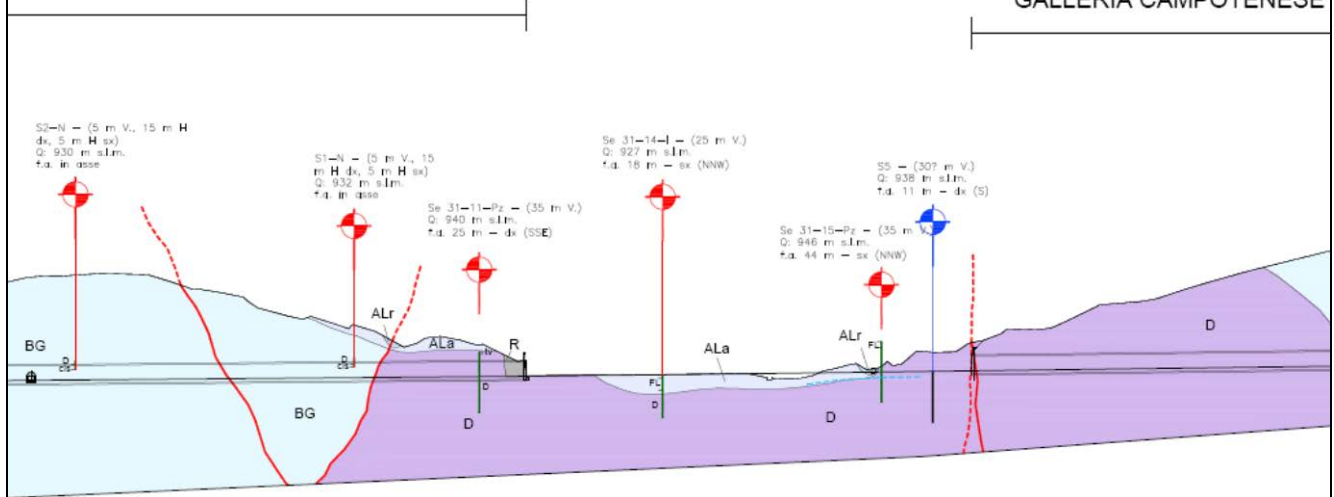 GALLERIA CAMPOTENESE
S2-N - (5 m V., 15 m H
dx, 5 m H sx)
Q: 930 m s.l.m.
f.a. in asse
S1-N - (5 m V., 15
m H dx, 5 m H sx)
Q: 932 m s.l.m.
f.a. in asse
Se 31-11-Pz - (35 m V.)
Q: 940 m s.l.m.
f.a. 25 m - dx (SSE)
Se 31-14-I - (25 m V.)
Q: 927 m s.l.m.
f.a. 18 m - sx (NNW)
S5 - (30? m V.)
Q: 938 m s.l.m.
f.a. 11 m - dx (S)
Se 31-15-Pz - (35 m V.)
Q: 946 m s.l.m.
f.a. 44 m - sx (NNW)
ALr
ALa
R
BG
D
CIS
D
CIS
lv
D
ALa
ALr
FL
FL
D
D
BG
D
D